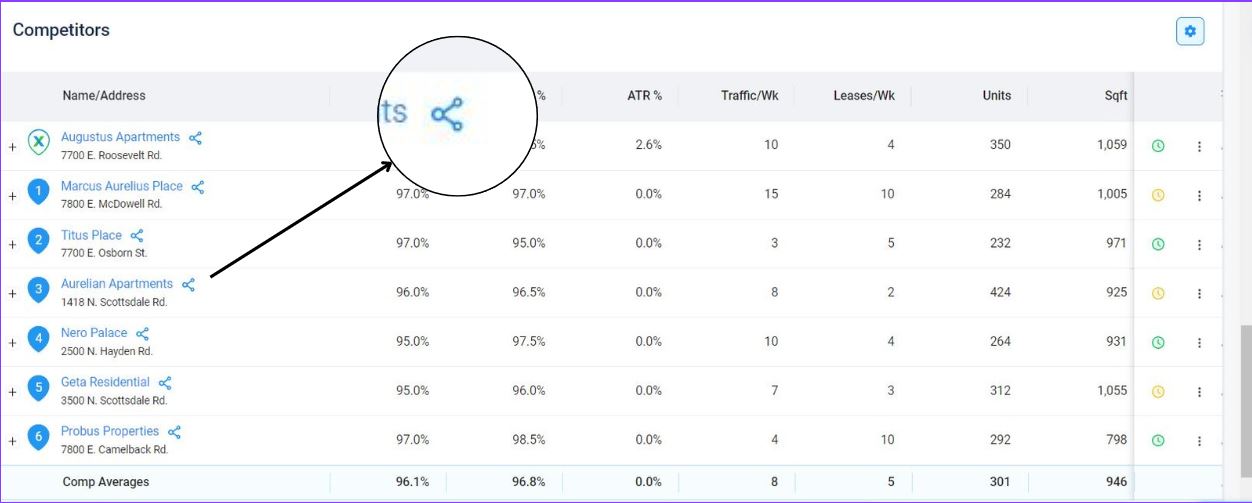 Competitors
Name/Address % ATR % Traffic/Wk Leases/Wk Units Sqft
ts
+ X Augustus Apartments 2.6% 10 4 350 1,059
7700 E. Roosevelt Rd.
+ 1 Marcus Aurelius Place 97.0% 97.0% 0.0% 15 10 284 1,005
7800 E. McDowell Rd.
+ 2 Titus Place 97.0% 95.0% 0.0% 3 5 232 971
7700 E. Osborn St.
+ 3 Aurelian Apartments 96.0% 96.5% 0.0% 8 2 424 925
1418 N. Scottsdale Rd.
+ 4 Nero Palace 95.0% 97.5% 0.0% 10 4 264 931
2500 N. Hayden Rd.
+ 5 Geta Residential 95.0% 96.0% 0.0% 7 3 312 1,055
3500 N. Scottsdale Rd.
+ 6 Probus Properties 97.0% 98.5% 0.0% 4 10 292 798
7800 E. Camelback Rd.
Comp Averages 96.1% 96.8% 0.0% 8 5 301 946